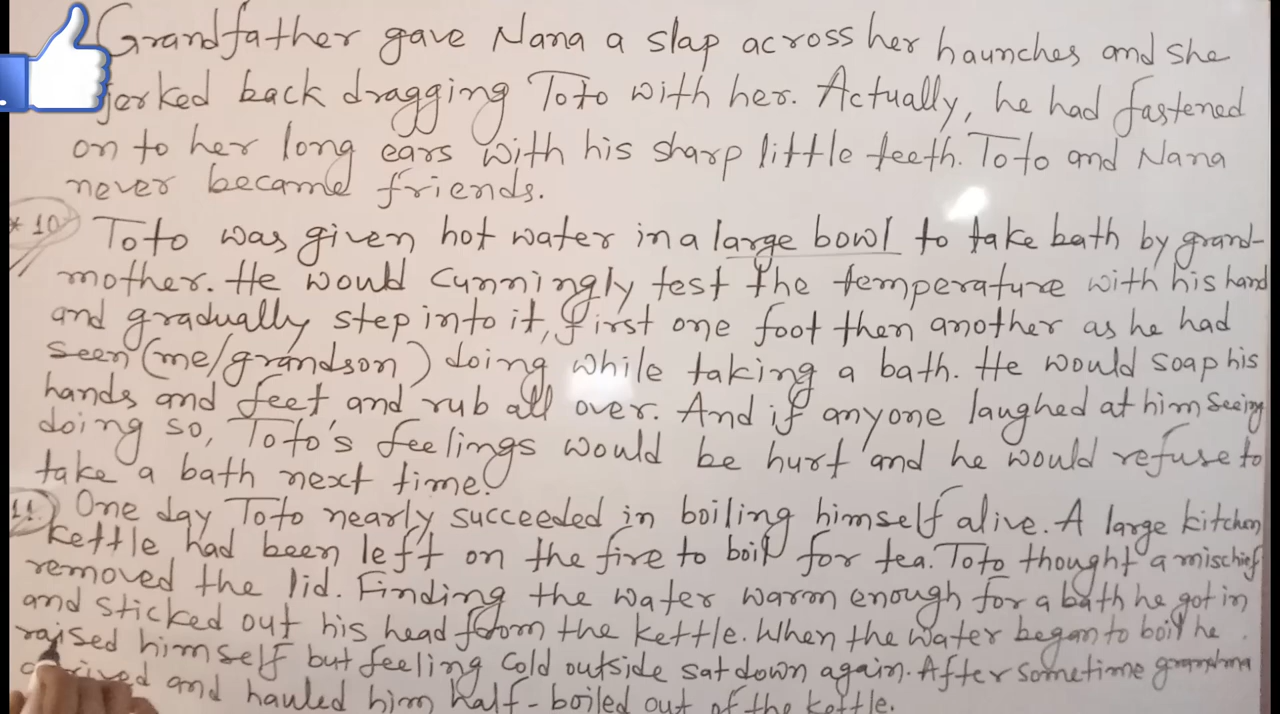 Grandfather gave Nana a slap across her haunches and she
jerked back dragging Toto with her. Actually, he had fastened
on to her long ears with his sharp little teeth. Toto and Nana
never became friends.
* 10. Toto was given hot water in a large bowl to take bath by grand-
mother. He would cunningly test the temperature with his hand
and gradually step into it, first one foot then another as he had
seen (me/grandson) doing while taking a bath. He would soap his
hands and feet and rub all over. And if anyone laughed at him seeing
doing so, Toto's feelings would be hurt and he would refuse to
take a bath next time.
11. One day Toto nearly succeeded in boiling himself alive. A large kitchen
kettle had been left on the fire to boil for tea. Toto thought a mischief
removed the lid. Finding the water warm enough for a bath he got in
and sticked out his head from the kettle. When the water began to boil he
raised himself but feeling cold outside sat down again. After sometime grandma
arrived and hauled him half-boiled out of the kettle.